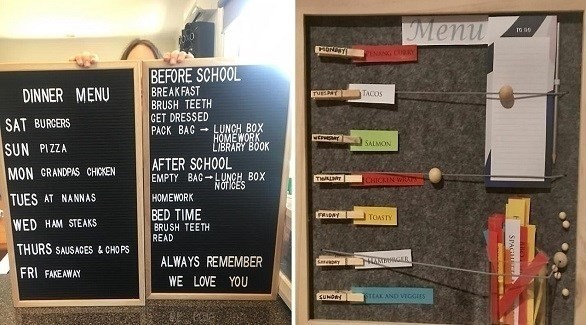 DINNER MENU
SAT BURGERS
SUN PIZZA
MON GRANDPAS CHICKEN
TUES AT NANNAS
WED HAM STEAKS
THURS SAUSAGES & CHOPS
FRI FAKEAWAY
BEFORE SCHOOL
BREAKFAST
BRUSH TEETH
GET DRESSED
PACK BAG → LUNCH BOX
HOMEWORK
LIBRARY BOOK
AFTER SCHOOL
EMPTY BAG → LUNCH BOX
NOTICES
HOMEWORK
BED TIME
BRUSH TEETH
READ
ALWAYS REMEMBER
WE LOVE YOU
Menu
TO DO
MONDAY CURRY
TUESDAY TACOS
WEDNESDAY SALMON
THURSDAY CHICKEN WRAPS
FRIDAY TOASTY
SATURDAY HAMBURGER
SUNDAY STEAK AND VEGGIES